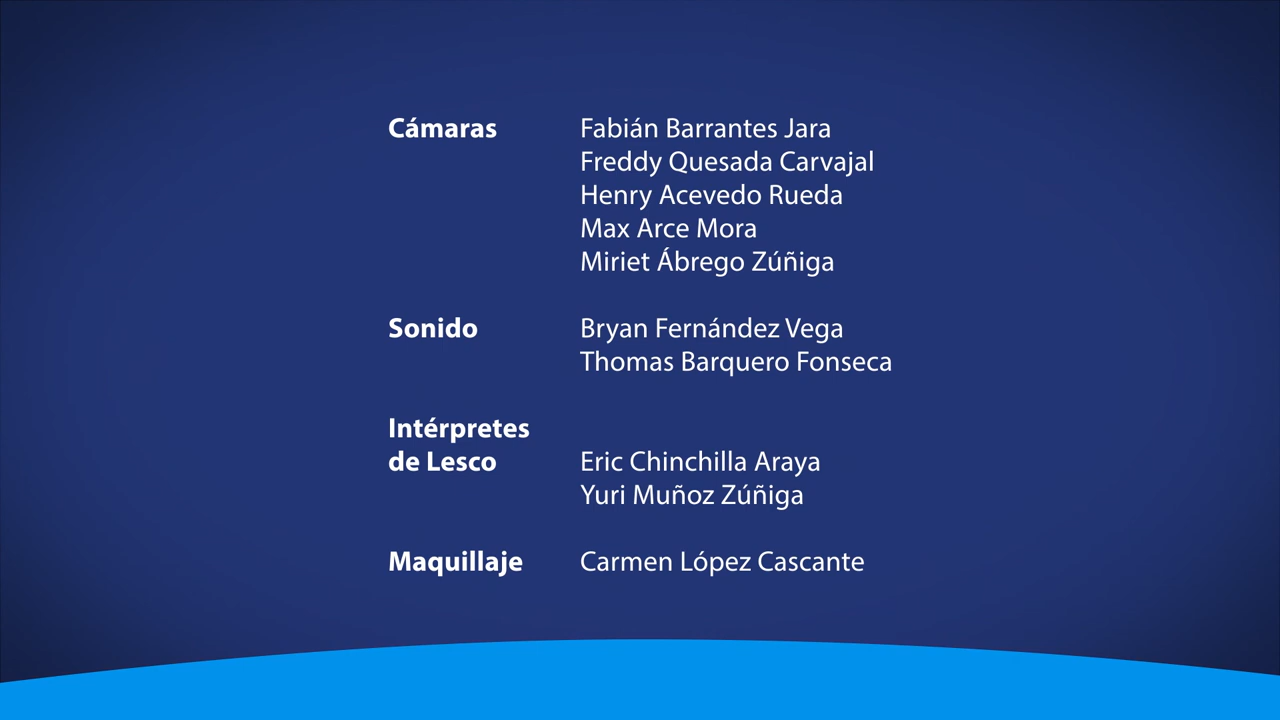 Cámaras Fabián Barrantes Jara
Freddy Quesada Carvajal
Henry Acevedo Rueda
Max Arce Mora
Miriet Ábrego Zúñiga
Sonido Bryan Fernández Vega
Thomas Barquero Fonseca
Intérpretes
de Lesco Eric Chinchilla Araya
Yuri Muñoz Zúñiga
Maquillaje Carmen López Cascante